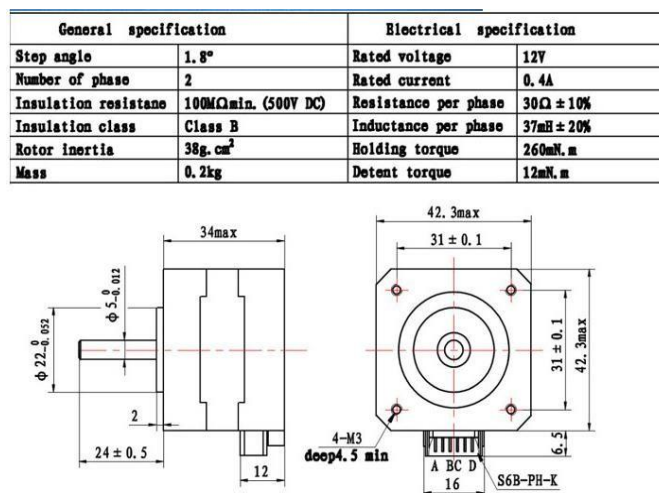 General specification Electrical specification
Step angle 1.8° Rated voltage 12V
Number of phase 2 Rated current 0.4A
Insulation resistane 100MΩmin. (500V DC) Resistance per phase 30Ω ± 10%
Insulation class Class B Inductance per phase 37mH ± 20%
Rotor inertia 38g.cm² Holding torque 260mN.m
Mass 0.2kg Detent torque 12mN.m
34max
42.3max
31 ± 0.1
ϕ 5 0 -0.012
ϕ 22 0 -0.052
31 ± 0.1
42.3max
2
24 ± 0.5
12
4-M3
deep4.5 min
A BC D
16
S6B-PH-K
6.5